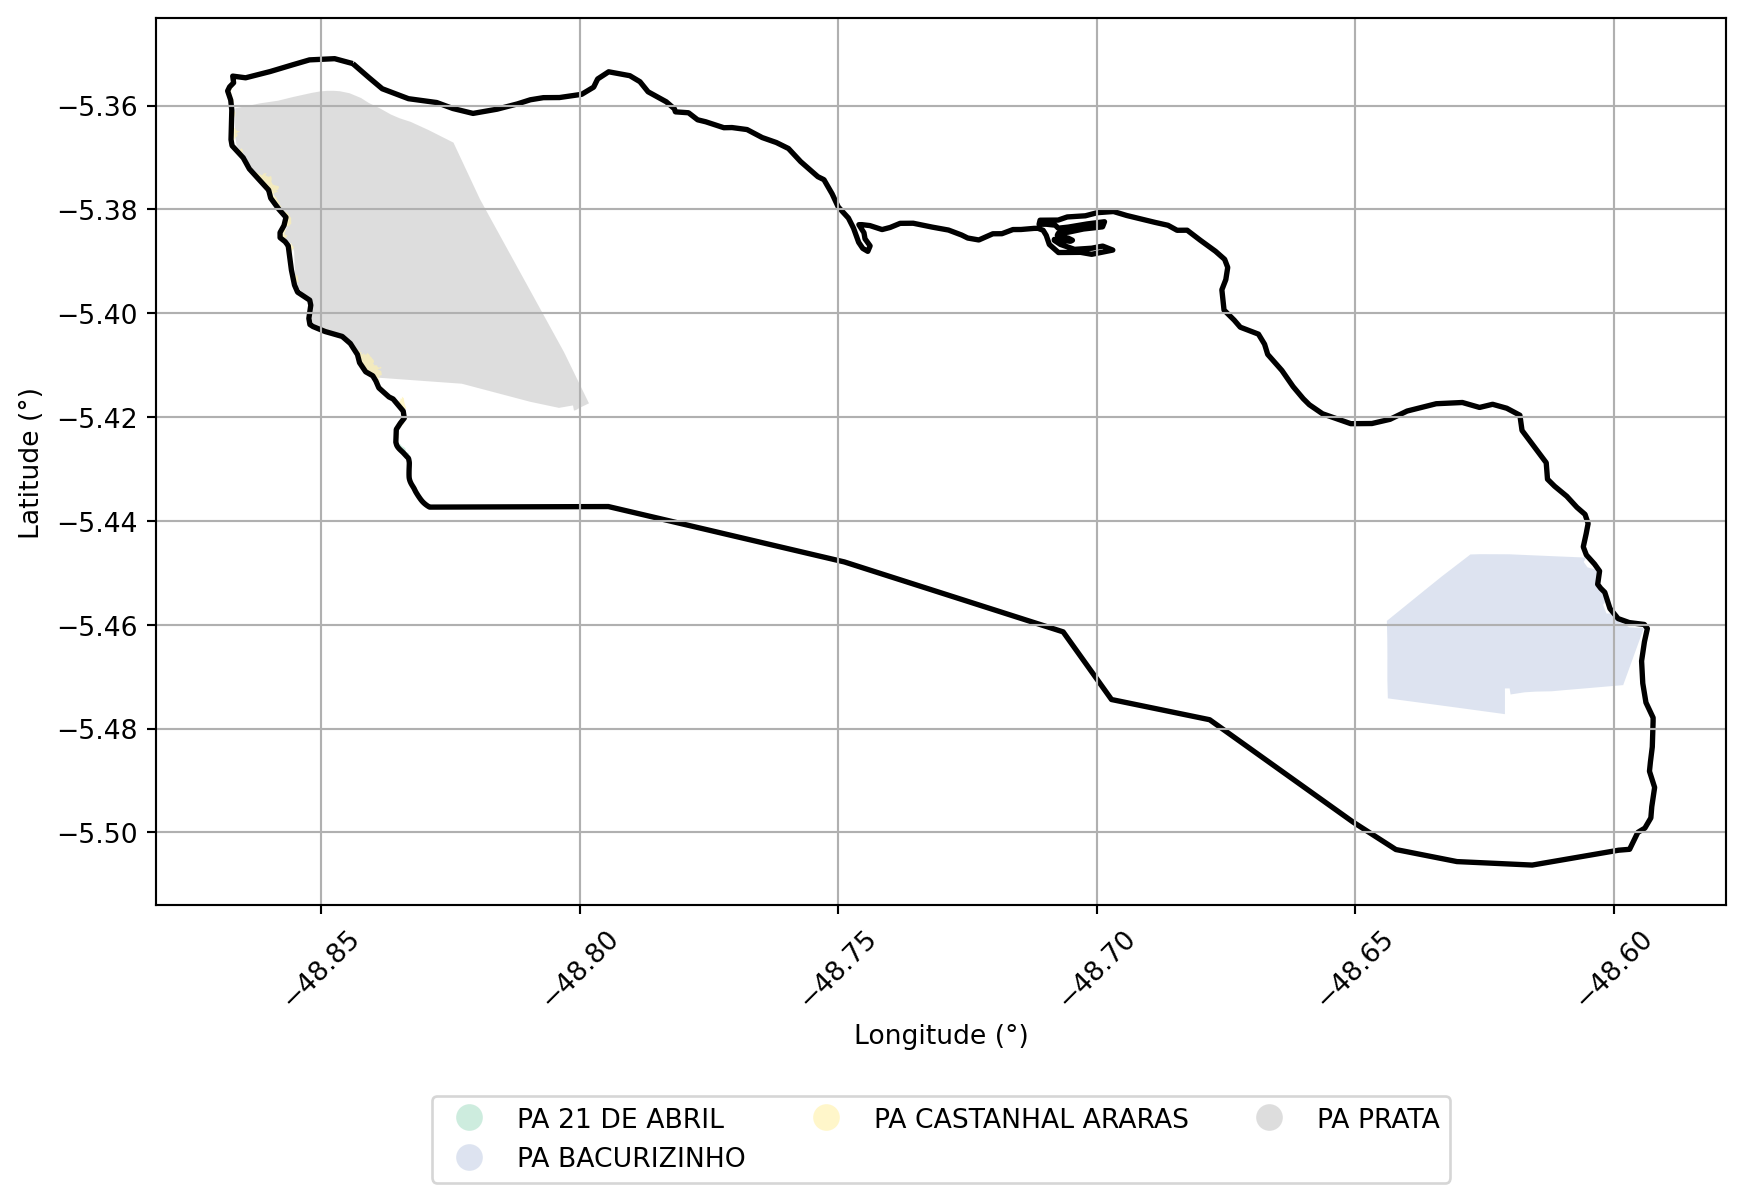 −5.36
−5.38
−5.40
−5.42
−5.44
−5.46
−5.48
−5.50
Latitude (°)
−48.85
−48.80
−48.75
−48.70
−48.65
−48.60
Longitude (°)
PA 21 DE ABRIL
PA CASTANHAL ARARAS
PA PRATA
PA BACURIZINHO